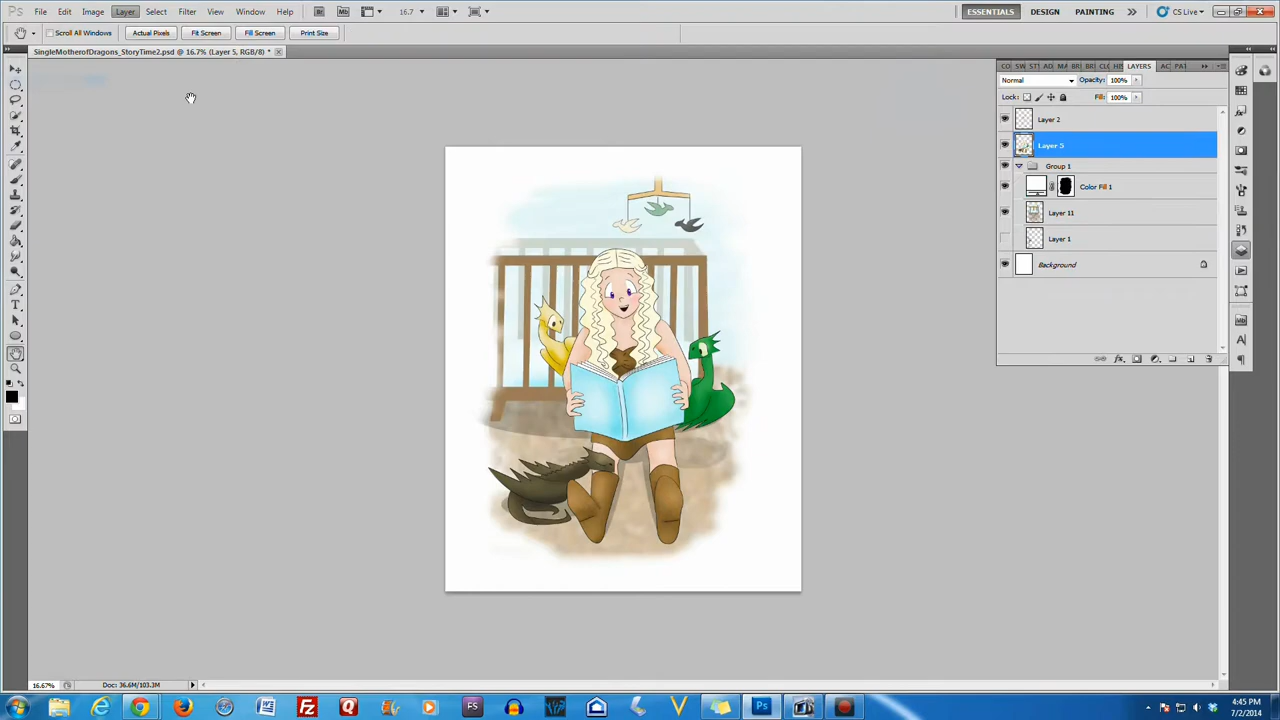 Ps File Edit Image Layer Select Filter View Window Help Mb 16.7 ESSENTIALS DESIGN PAINTING CS Live
Scroll All Windows Actual Pixels Fit Screen Fill Screen Print Size
SingleMotherofDragons_StoryTime2.psd @ 16.7% (Layer 5, RGB/8) *
LAYERS
Normal Opacity: 100%
Lock: Fill: 100%
Layer 2
Layer 5
Group 1
Color Fill 1
Layer 11
Layer 1
Background
16.67% Doc: 36.6M/103.3M
4:45 PM
7/2/2014